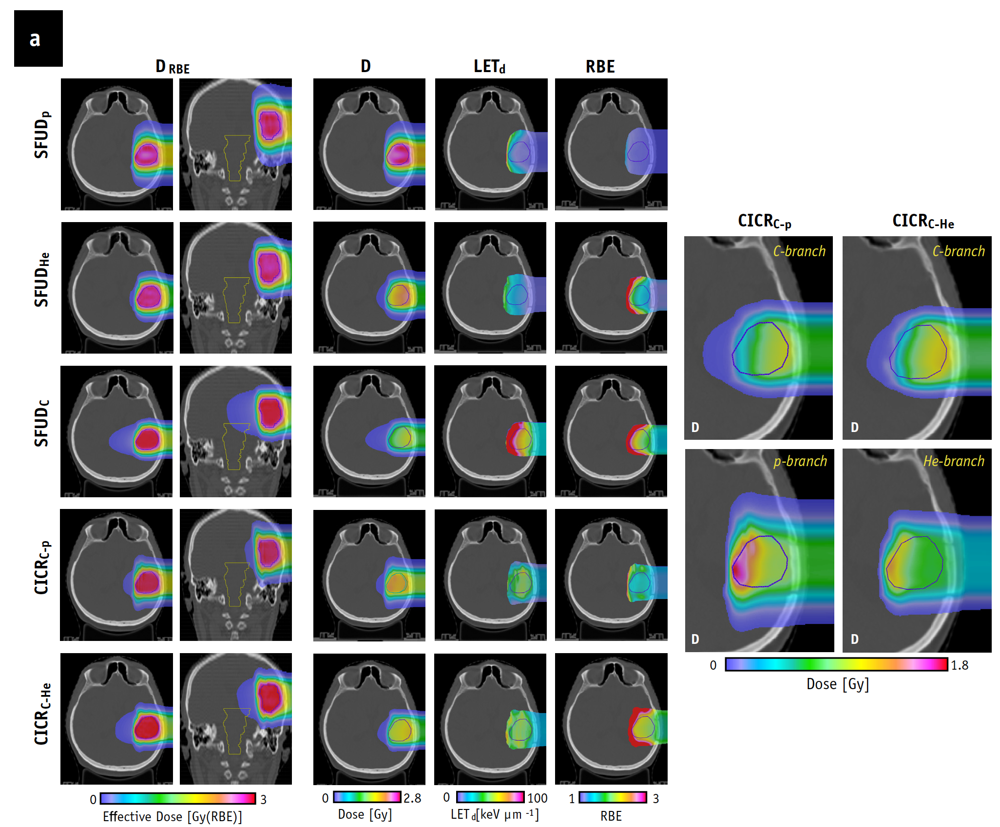 a
D RBE
D
LETd
RBE
SFUDp
SFUDHe
SFUDC
CICRC-p
CICRC-He
CICRC-p
CICRC-He
C-branch
C-branch
D
D
p-branch
He-branch
D
D
0
1.8
Dose [Gy]
0
3
Effective Dose [Gy(RBE)]
0
2.8
Dose [Gy]
0
100
LET d[keV µm -1]
1
3
RBE